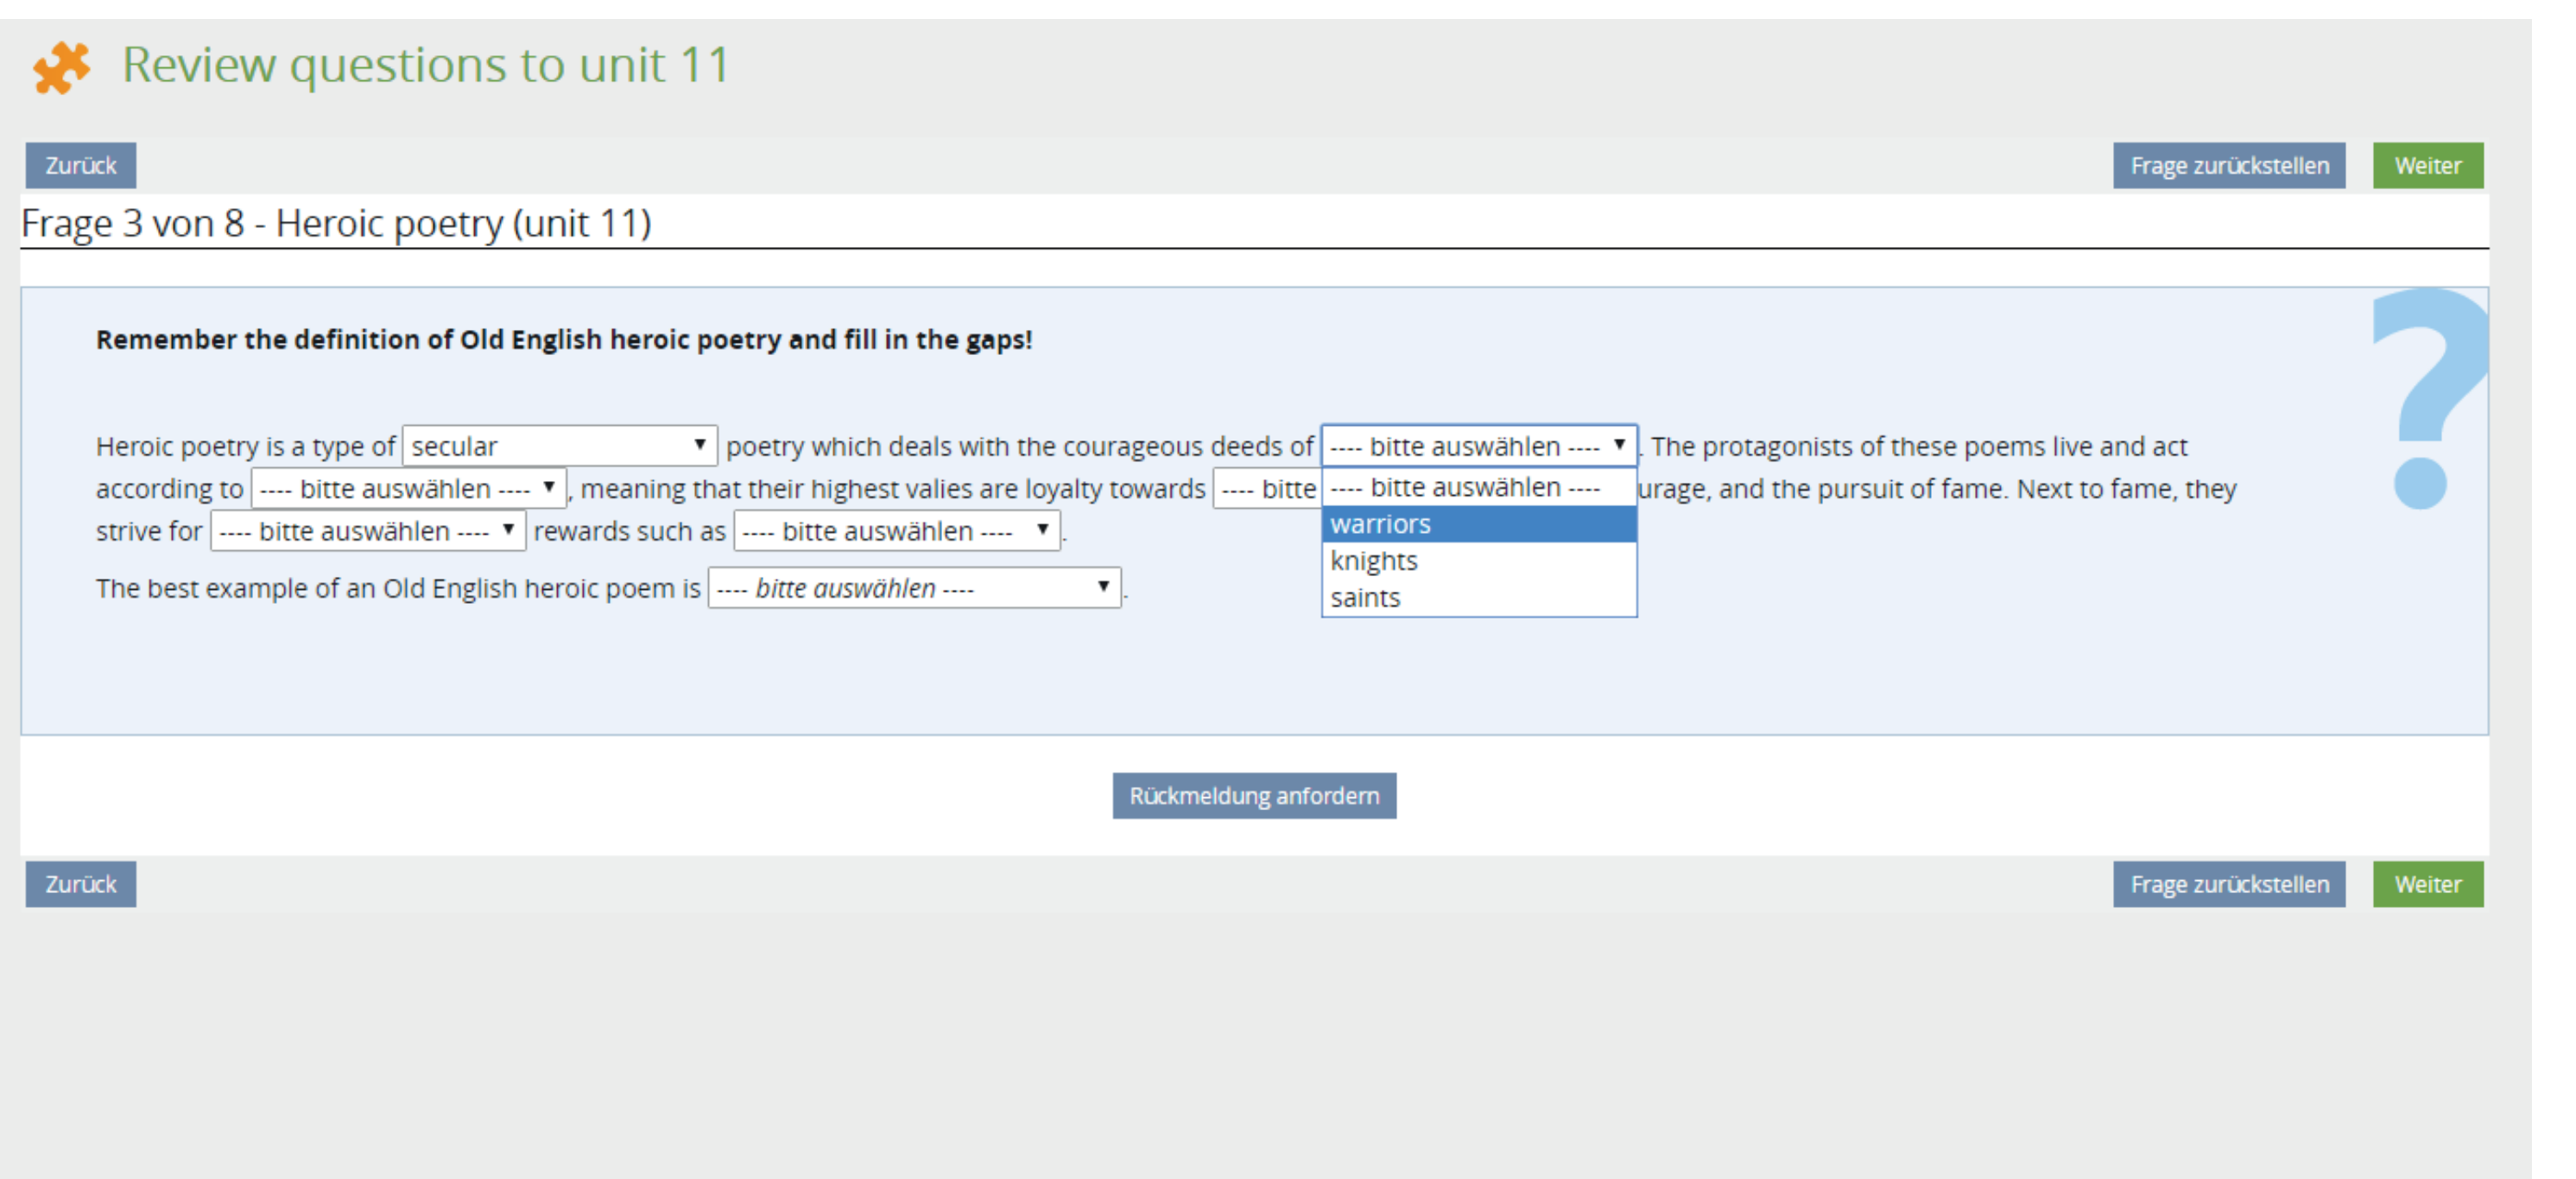 Review questions to unit 11
Zurück
Frage zurückstellen
Weiter
Frage 3 von 8 - Heroic poetry (unit 11)
?
Remember the definition of Old English heroic poetry and fill in the gaps!
Heroic poetry is a type of secular ▼ poetry which deals with the courageous deeds of ---- bitte auswählen ---- ▼. The protagonists of these poems live and act
according to ---- bitte auswählen ---- ▼, meaning that their highest valies are loyalty towards ---- bitte ---- bitte auswählen ---- urage, and the pursuit of fame. Next to fame, they
warriors
strive for ---- bitte auswählen ---- ▼ rewards such as ---- bitte auswählen ---- ▼.
knights
The best example of an Old English heroic poem is ---- bitte auswählen ---- ▼.
saints
Rückmeldung anfordern
Zurück
Frage zurückstellen
Weiter